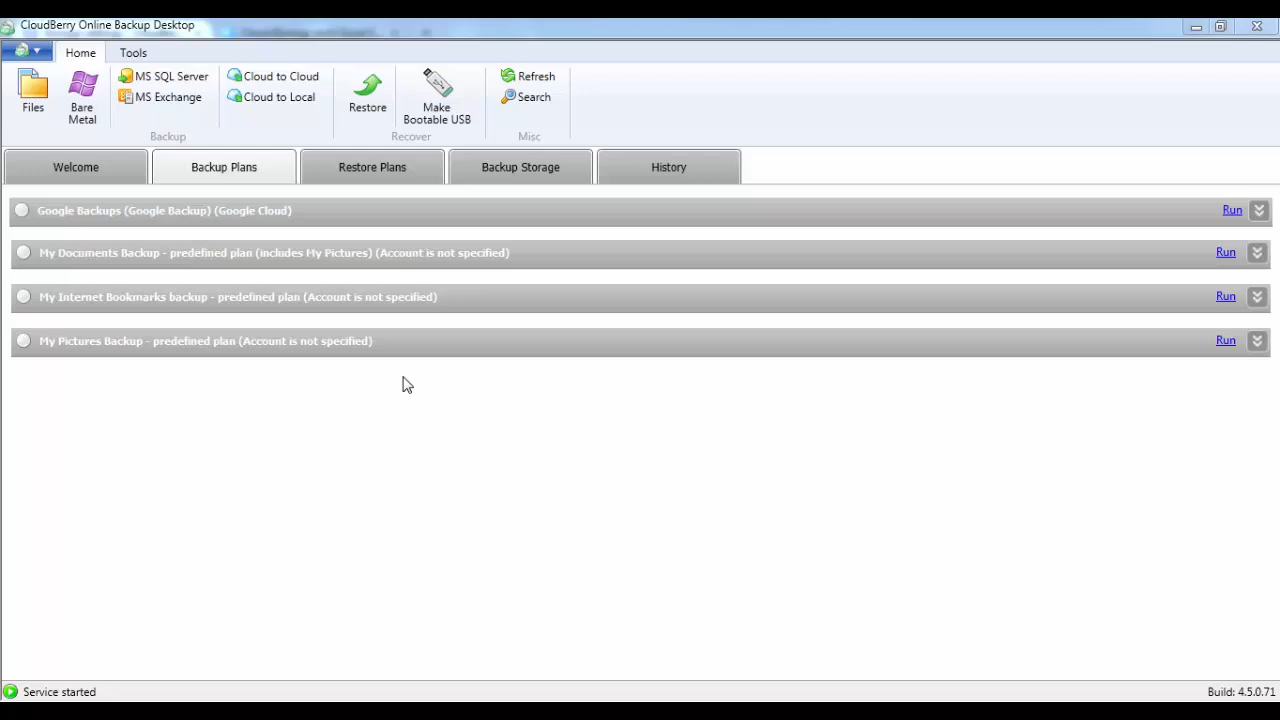 CloudBerry Online Backup Desktop
Home Tools
Files
Bare Metal
MS SQL Server
MS Exchange
Backup
Cloud to Cloud
Cloud to Local
Restore
Make Bootable USB
Recover
Refresh
Search
Misc
Welcome Backup Plans Restore Plans Backup Storage History
Google Backups (Google Backup) (Google Cloud) Run
My Documents Backup - predefined plan (includes My Pictures) (Account is not specified) Run
My Internet Bookmarks backup - predefined plan (Account is not specified) Run
My Pictures Backup - predefined plan (Account is not specified) Run
Service started Build: 4.5.0.71